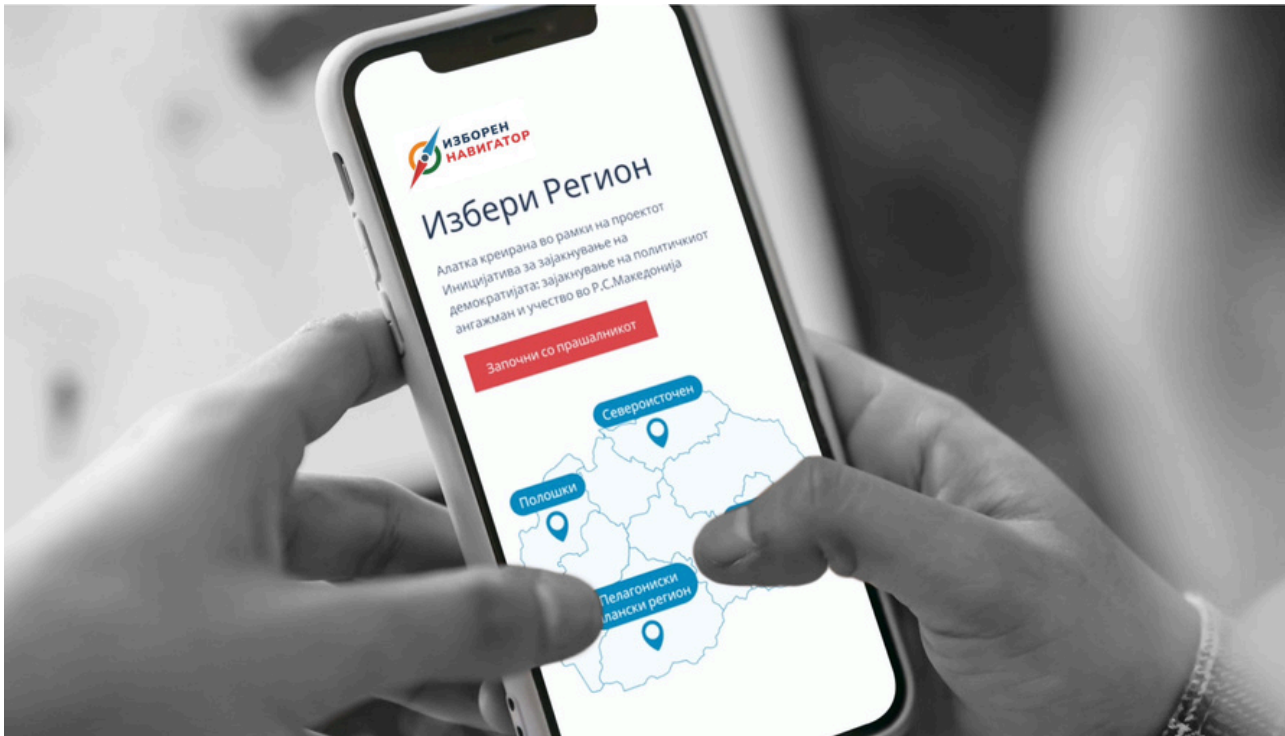 ИЗБОРЕН
НАВИГАТОР
Избери Регион
Алатка креирана во рамки на проектот
Иницијатива за зајакнување на
демократијата: зајакнување на политичкиот
ангажман и учество во Р.С.Македонија
Започни со прашалникот
Североисточен
Полошки
Пелагониски
регион